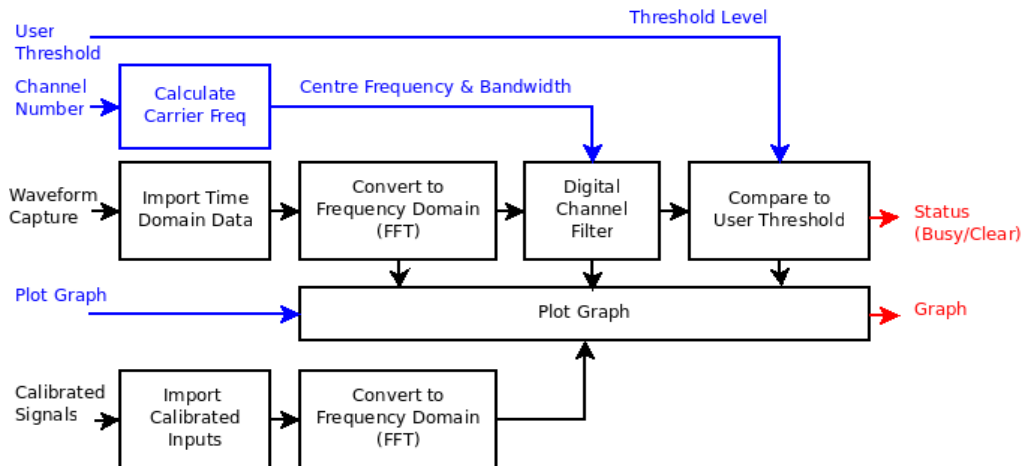 Threshold Level
User
Threshold
Channel
Number
Calculate
Carrier Freq
Centre Frequency & Bandwidth
Waveform
Capture
Import Time
Domain Data
Convert to
Frequency Domain
(FFT)
Digital
Channel
Filter
Compare to
User Threshold
Status
(Busy/Clear)
Plot Graph
Plot Graph
Graph
Calibrated
Signals
Import
Calibrated
Inputs
Convert to
Frequency Domain
(FFT)